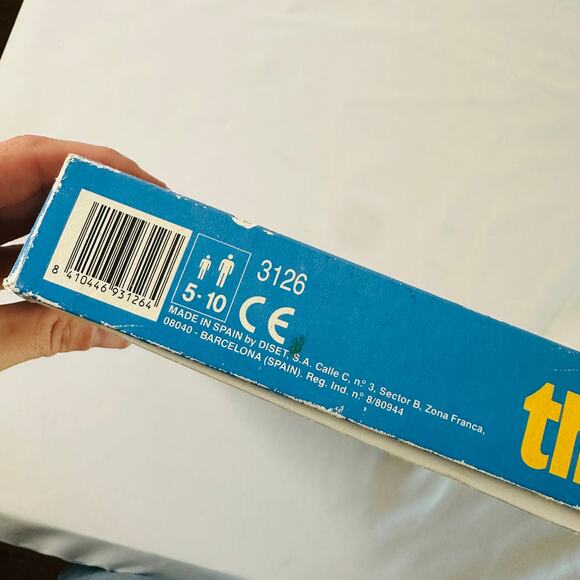 8 410446 931264
5-10
3126
CE
MADE IN SPAIN by DISET, S.A. Calle C, n.º 3, Sector B, Zona Franca,
08040 - BARCELONA (SPAIN). Reg. Ind. n.º 8/80944
th